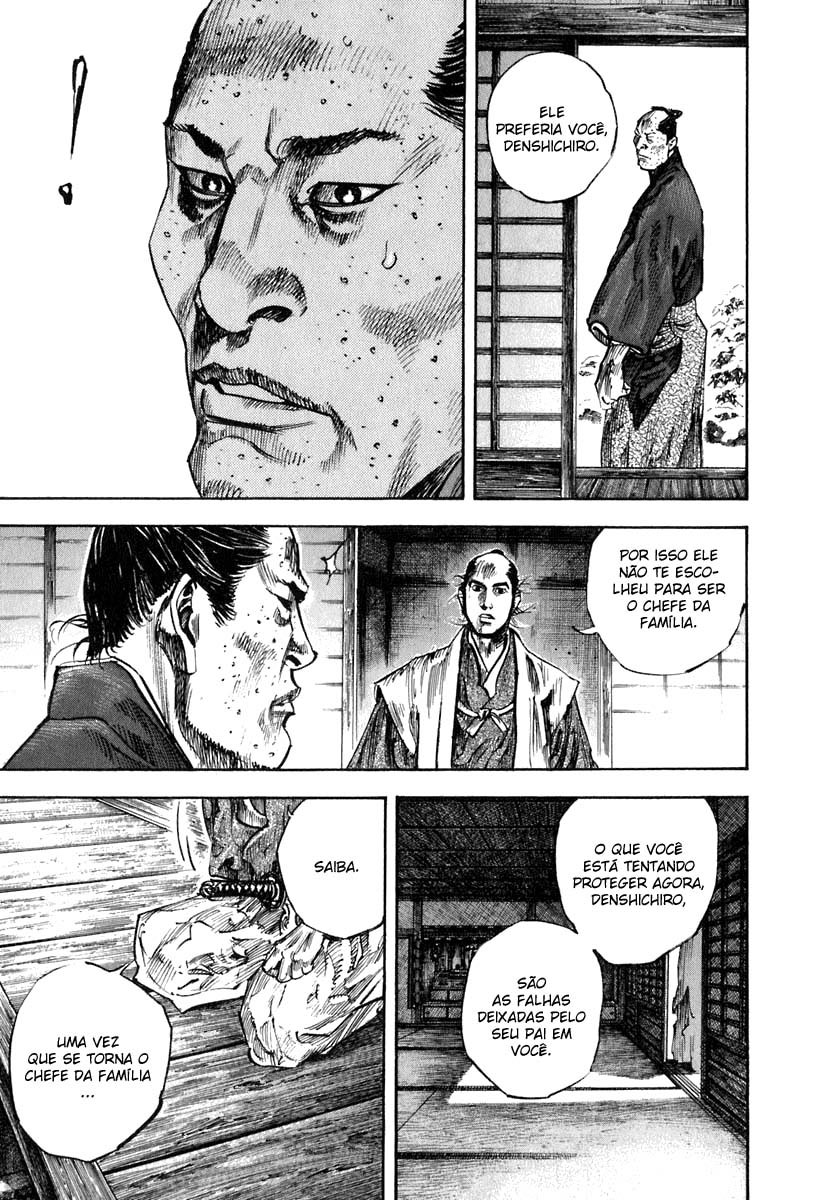 ELE
PREFERIA VOCÊ,
DENSHICHIRO.
!
POR ISSO ELE
NÃO TE ESCO-
LHEU PARA SER
O CHEFE DA
FAMÍLIA.
O QUE VOCÊ
ESTÁ TENTANDO
PROTEGER AGORA,
DENSHICHIRO,
SÃO
AS FALHAS
DEIXADAS PELO
SEU PAI EM
VOCÊ.
SAIBA.
UMA VEZ
QUE SE TORNA O
CHEFE DA FAMÍLIA
...